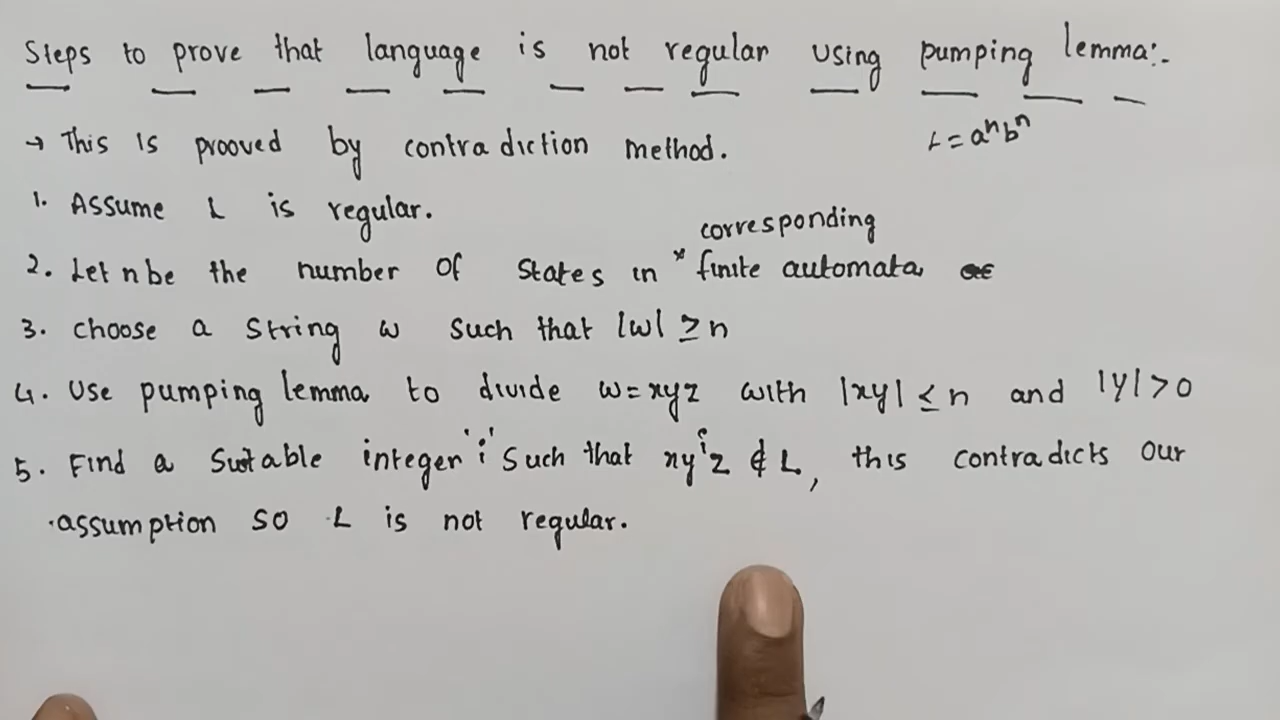 Steps to prove that language is not regular using pumping lemma:-
→ This is prooved by contradiction method.
L = aⁿbⁿ
1. Assume L is regular.
corresponding
2. Let n be the number of states in * finite automata
3. choose a string w such that |w| ≥ n
4. Use pumping lemma to divide w=xyz with |xy| ≤ n and |y| > 0
5. Find a suitable integer 'i' such that xyⁱz ∉ L, this contradicts our
assumption so L is not regular.